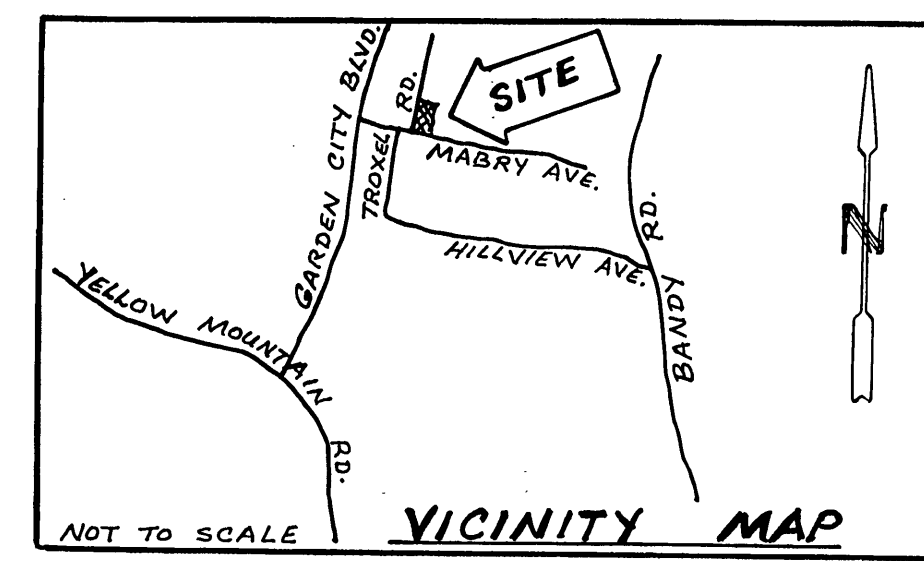 GARDEN CITY BLVD.
TROXEL RD.
SITE
MABRY AVE.
HILLVIEW AVE.
BANDY RD.
YELLOW MOUNTAIN RD.
N
NOT TO SCALE
VICINITY MAP